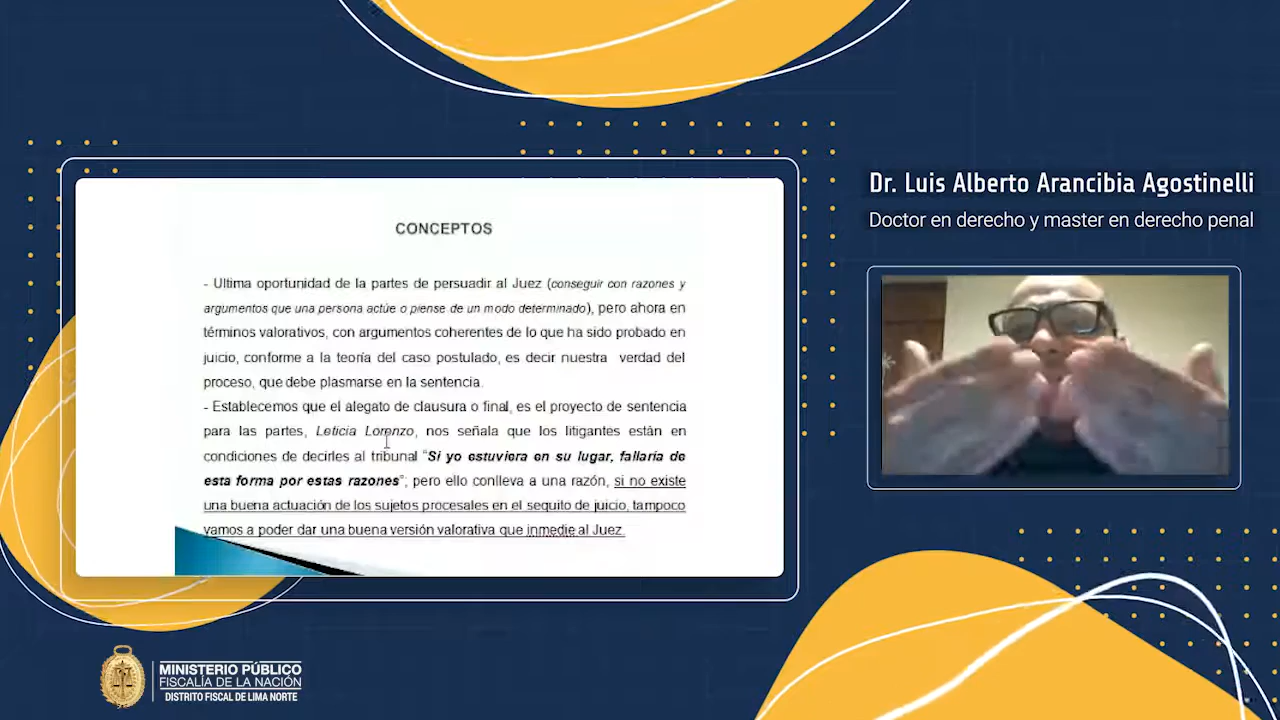 Dr. Luis Alberto Arancibia Agostinelli
Doctor en derecho y master en derecho penal
CONCEPTOS
- Ultima oportunidad de la partes de persuadir al Juez (conseguir con razones y
argumentos que una persona actúe o piense de un modo determinado), pero ahora en
términos valorativos, con argumentos coherentes de lo que ha sido probado en
juicio, conforme a la teoría del caso postulado, es decir nuestra verdad del
proceso, que debe plasmarse en la sentencia.
- Establecemos que el alegato de clausura o final, es el proyecto de sentencia
para las partes, Leticia Lorenzo, nos señala que los litigantes están en
condiciones de decirles al tribunal "Si yo estuviera en su lugar, fallaría de
esta forma por estas razones"; pero ello conlleva a una razón, si no existe
una buena actuación de los sujetos procesales en el sequito de juicio, tampoco
vamos a poder dar una buena versión valorativa que inmedie al Juez.
MINISTERIO PÚBLICO
FISCALÍA DE LA NACIÓN
DISTRITO FISCAL DE LIMA NORTE